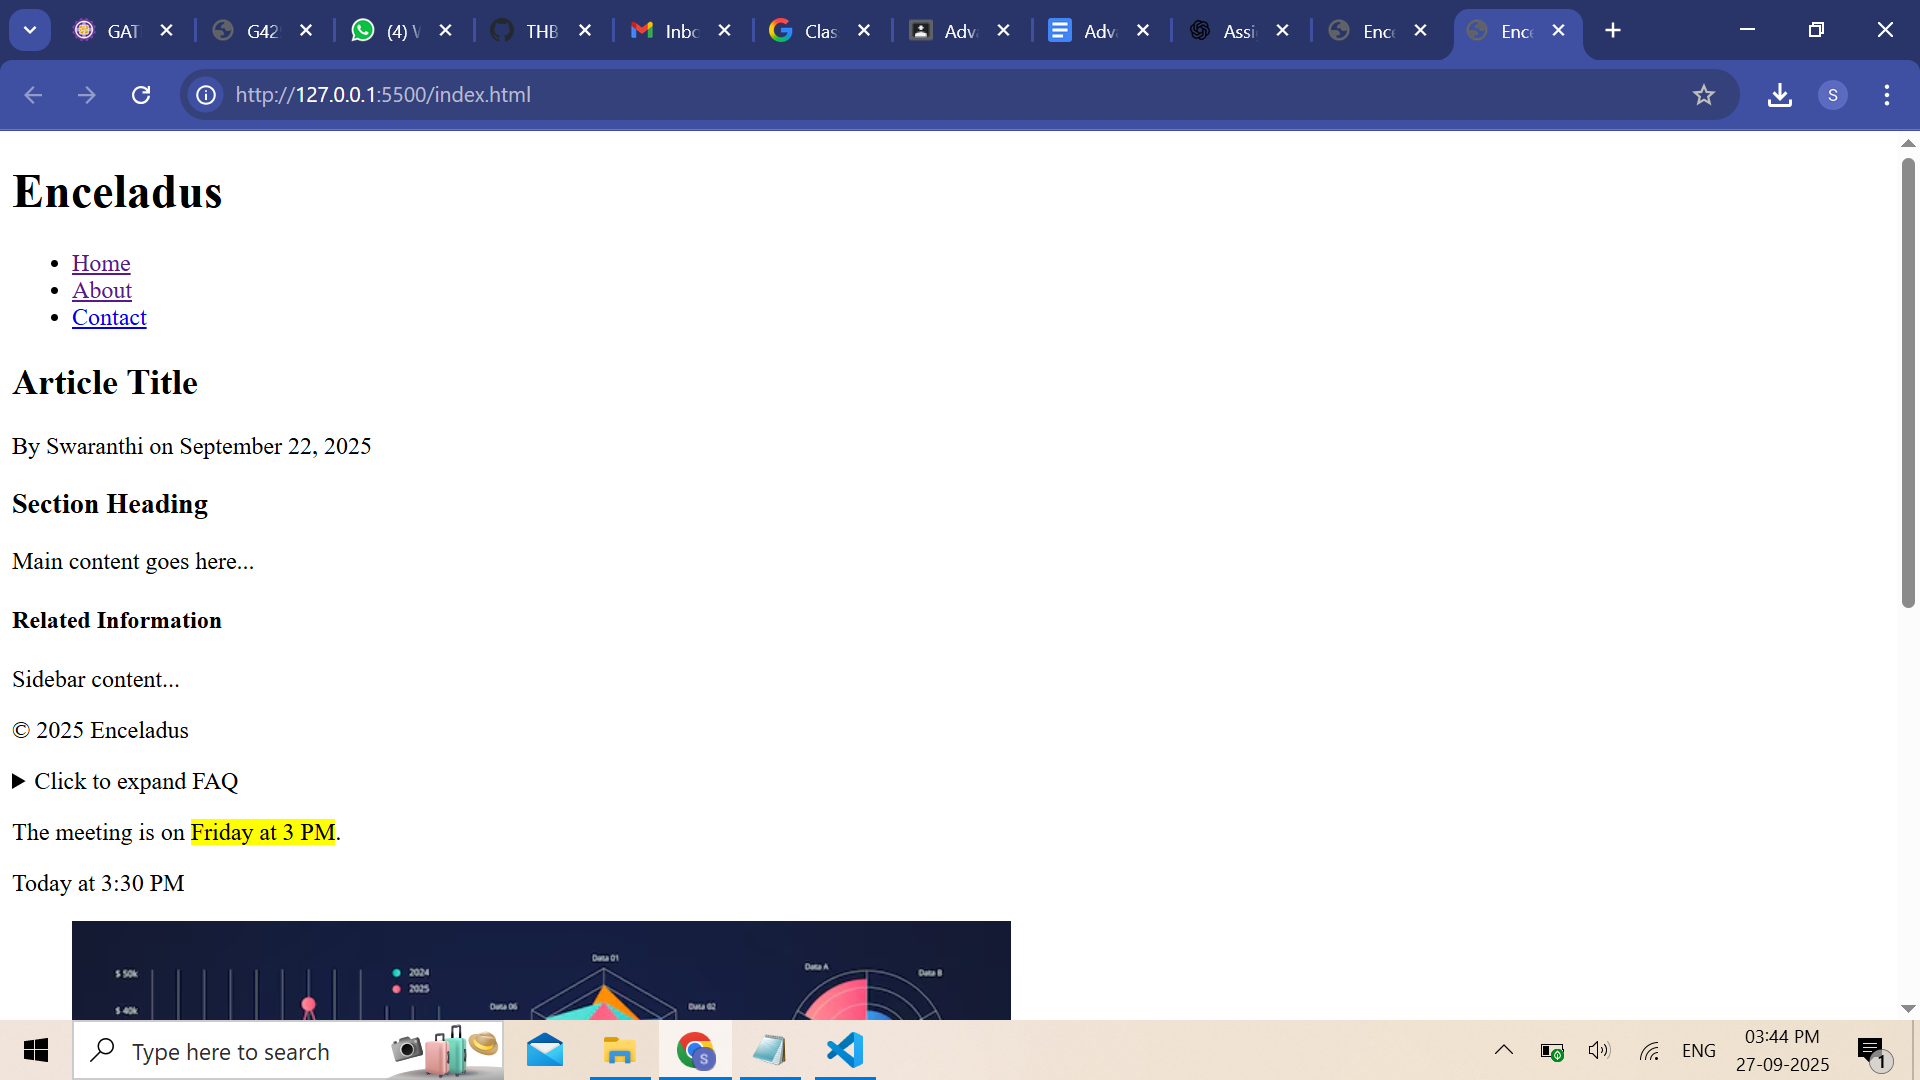 GAT
G42
(4) W
THB
Inbo
Clas
Adva
Adva
Assi
Ence
Ence
http://127.0.0.1:5500/index.html
S
Enceladus
Home
About
Contact
Article Title
By Swaranthi on September 22, 2025
Section Heading
Main content goes here...
Related Information
Sidebar content...
© 2025 Enceladus
Click to expand FAQ
The meeting is on Friday at 3 PM.
Today at 3:30 PM
$ 50k
2024
2025
Data 01
Data A
Data B
$ 40k
Data 06
Data 02
Type here to search
S
ENG
03:44 PM
27-09-2025
1